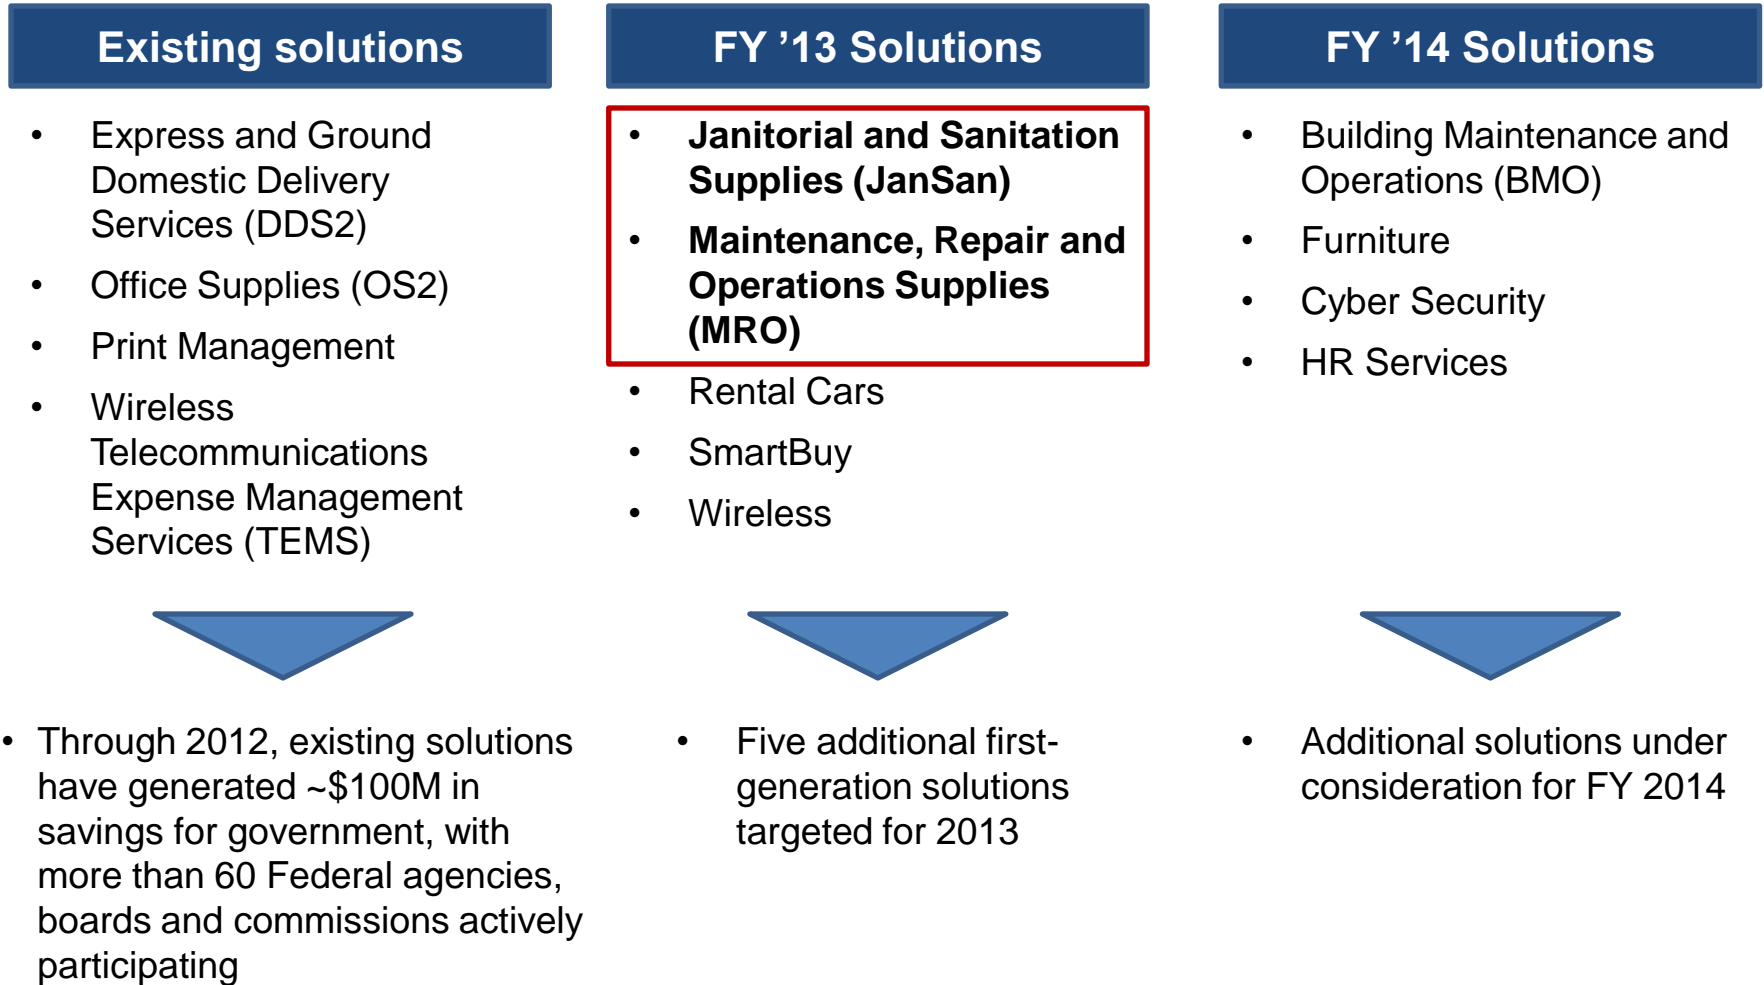 Existing solutions
• Express and Ground
Domestic Delivery
Services (DDS2)
• Office Supplies (OS2)
• Print Management
• Wireless
Telecommunications
Expense Management
Services (TEMS)
• Through 2012, existing solutions
have generated ~$100M in
savings for government, with
more than 60 Federal agencies,
boards and commissions actively
participating
FY ’13 Solutions
• Janitorial and Sanitation
Supplies (JanSan)
• Maintenance, Repair and
Operations Supplies
(MRO)
• Rental Cars
• SmartBuy
• Wireless
• Five additional first-
generation solutions
targeted for 2013
FY ’14 Solutions
• Building Maintenance and
Operations (BMO)
• Furniture
• Cyber Security
• HR Services
• Additional solutions under
consideration for FY 2014